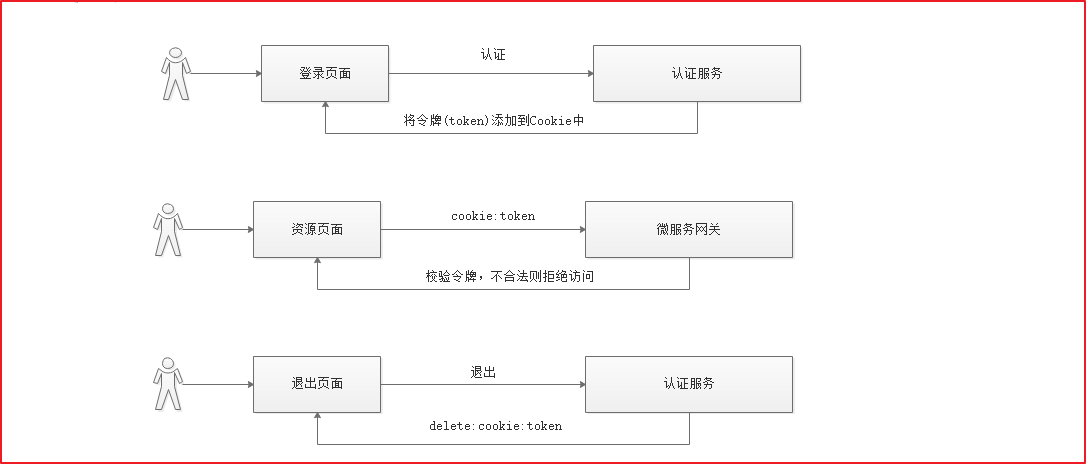 认证
登录页面
认证服务
将令牌(token)添加到Cookie中
cookie:token
资源页面
微服务网关
校验令牌，不合法则拒绝访问
退出
退出页面
认证服务
delete:cookie:token